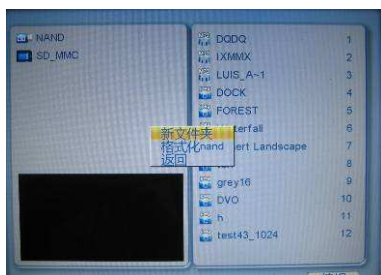 NAND
SD_MMC
DQDQ 1
IXMMX 2
LUIS_A~1 3
DOCK 4
FOREST 5
terfall 6
nand ert Landscape 7
8
grey16 9
DVO 10
h 11
test43_1024 12
新文件夹
格式化
返回